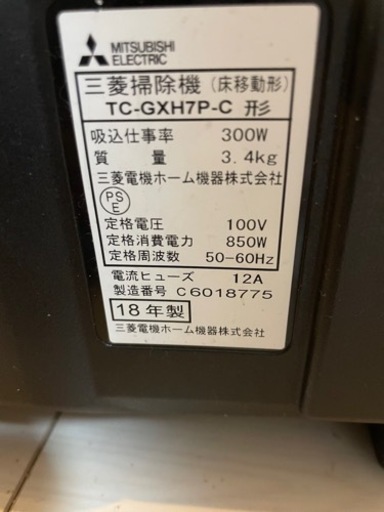 MITSUBISHI
ELECTRIC
三菱掃除機(床移動形)
TC-GXH7P-C 形
吸込仕事率 300W
質量 3.4kg
三菱電機ホーム機器株式会社
PSE
定格電圧 100V
定格消費電力 850W
定格周波数 50-60Hz
電流ヒューズ 12A
製造番号 C6018775
18年製
三菱電機ホーム機器株式会社